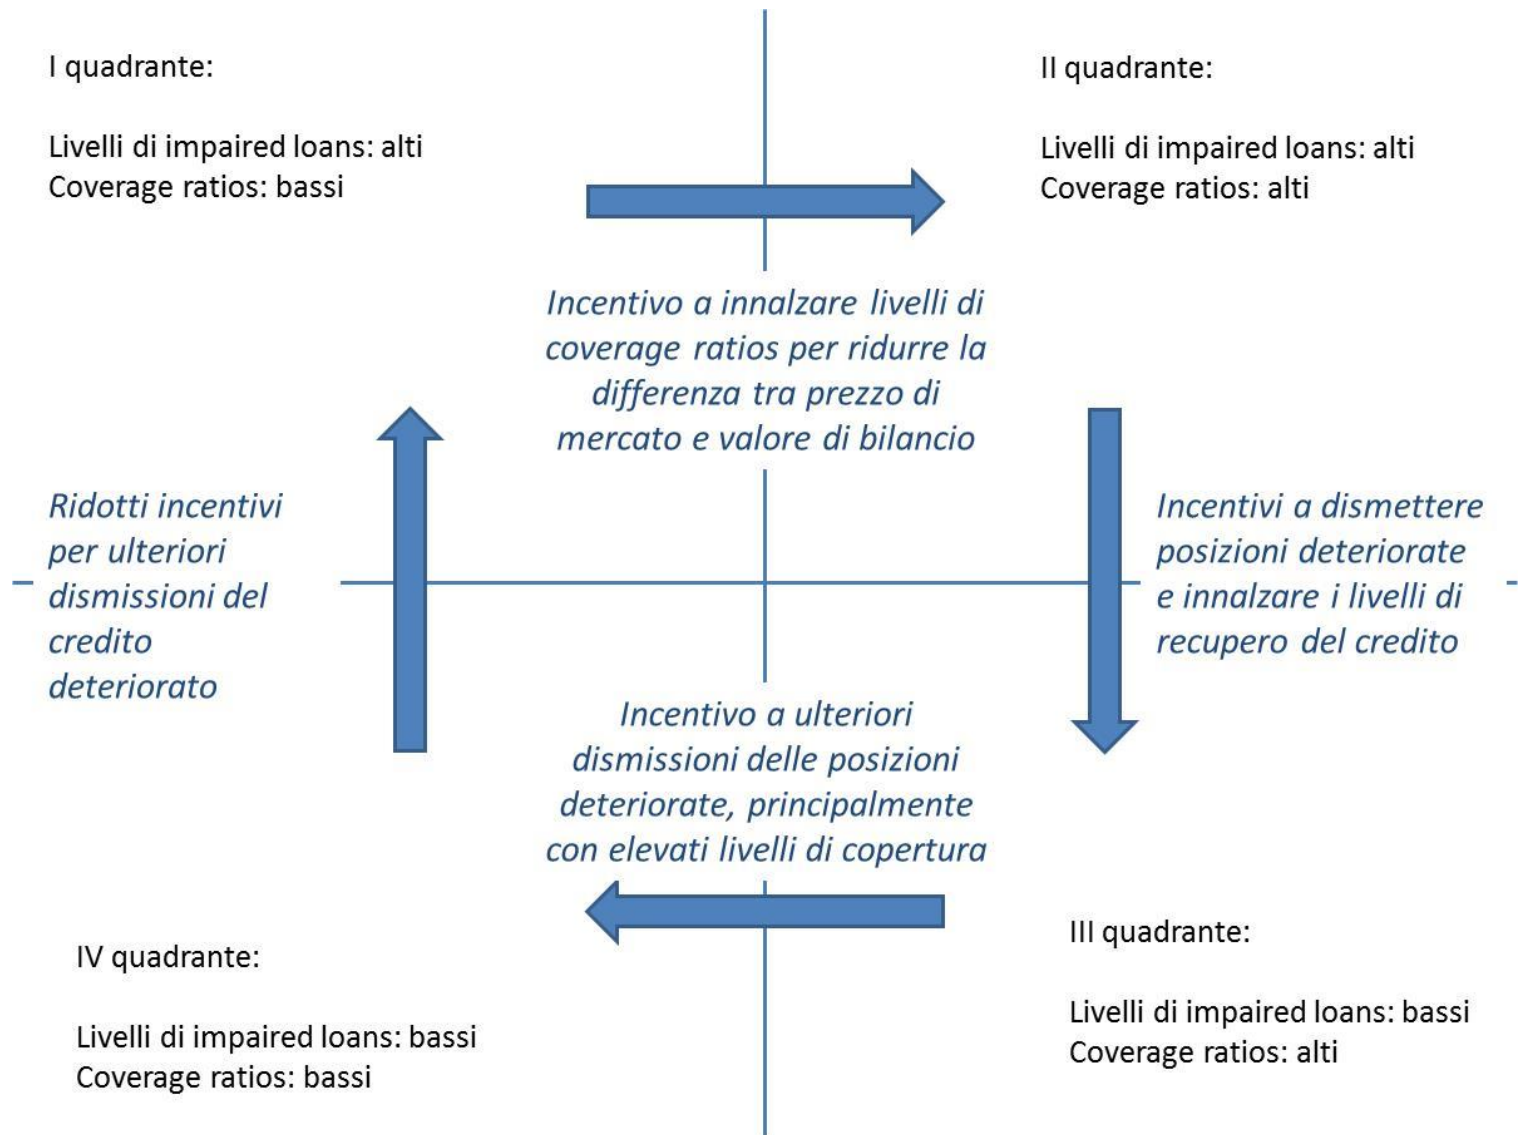 I quadrante:
Livelli di impaired loans: alti
Coverage ratios: bassi
II quadrante:
Livelli di impaired loans: alti
Coverage ratios: alti
Incentivo a innalzare livelli di
coverage ratios per ridurre la
differenza tra prezzo di
mercato e valore di bilancio
Ridotti incentivi
per ulteriori
dismissioni del
credito
deteriorato
Incentivi a dismettere
posizioni deteriorate
e innalzare i livelli di
recupero del credito
Incentivo a ulteriori
dismissioni delle posizioni
deteriorate, principalmente
con elevati livelli di copertura
IV quadrante:
Livelli di impaired loans: bassi
Coverage ratios: bassi
III quadrante:
Livelli di impaired loans: bassi
Coverage ratios: alti